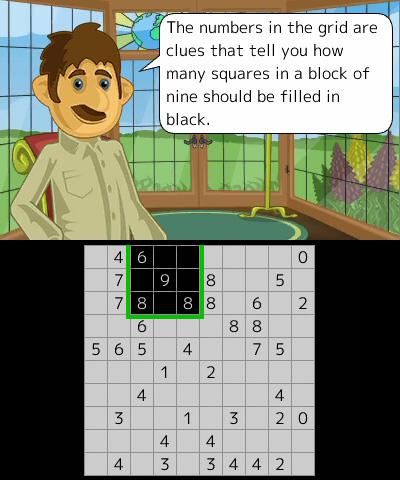 The numbers in the grid are
clues that tell you how
many squares in a block of
nine should be filled in
black.
4 6 0
7 9 8 5
7 8 8 8 6 2
6 8 8
5 6 5 4 7 5
1 2
4 4
3 1 3 2 0
4 4
4 3 3 4 4 2